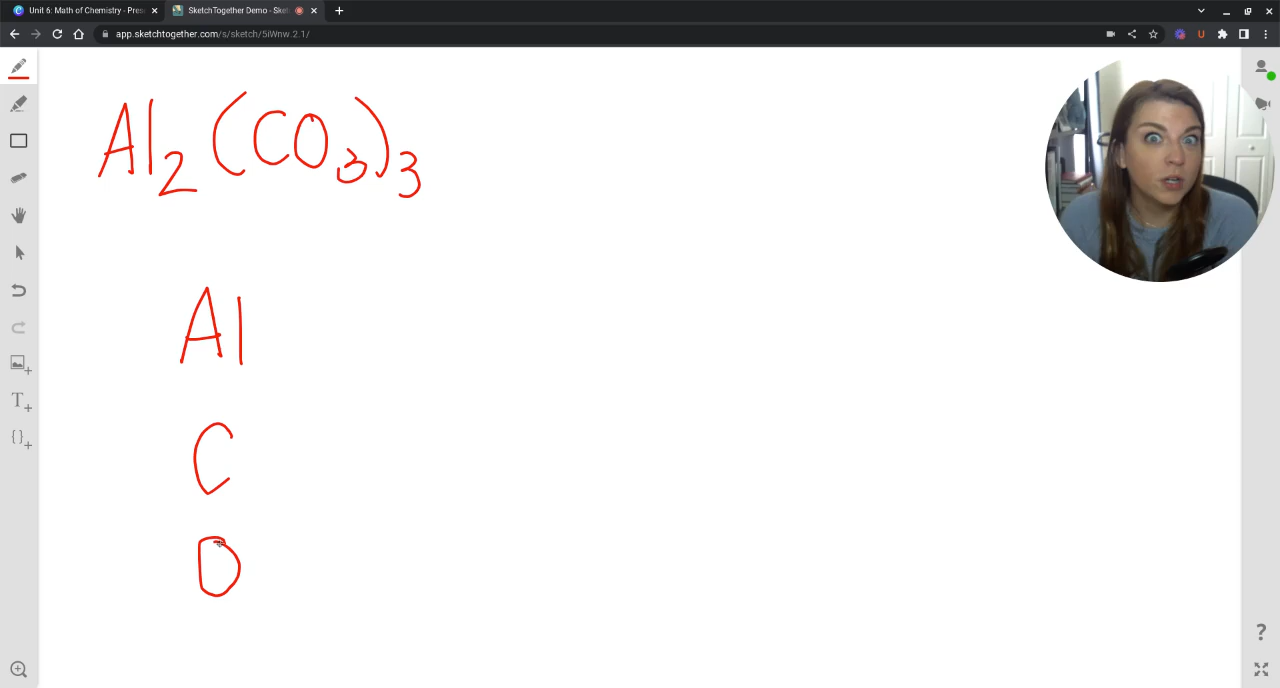 Unit 6: Math of Chemistry - Pres
SketchTogether Demo - Sket
app.sketchtogether.com/s/sketch/5iWnw.2.1/
U
Al₂(CO₃)₃
Al
C
O
T+
{}+
?